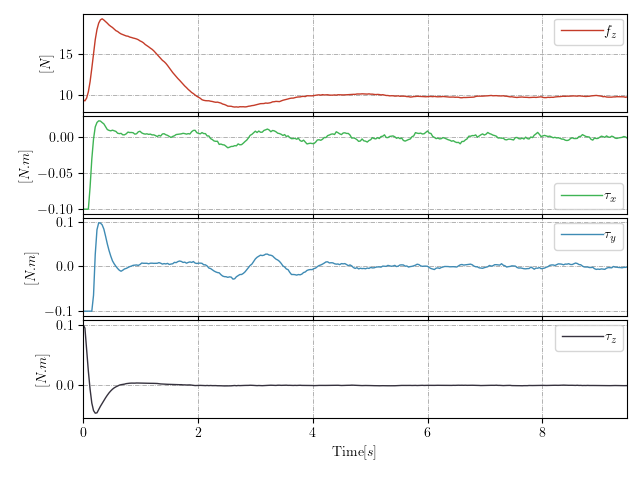 [N]
15
10
f_z
[N.m]
0.00
−0.05
−0.10
τ_x
[N.m]
0.1
0.0
−0.1
τ_y
[N.m]
0.1
0.0
τ_z
0 2 4 6 8
Time[s]